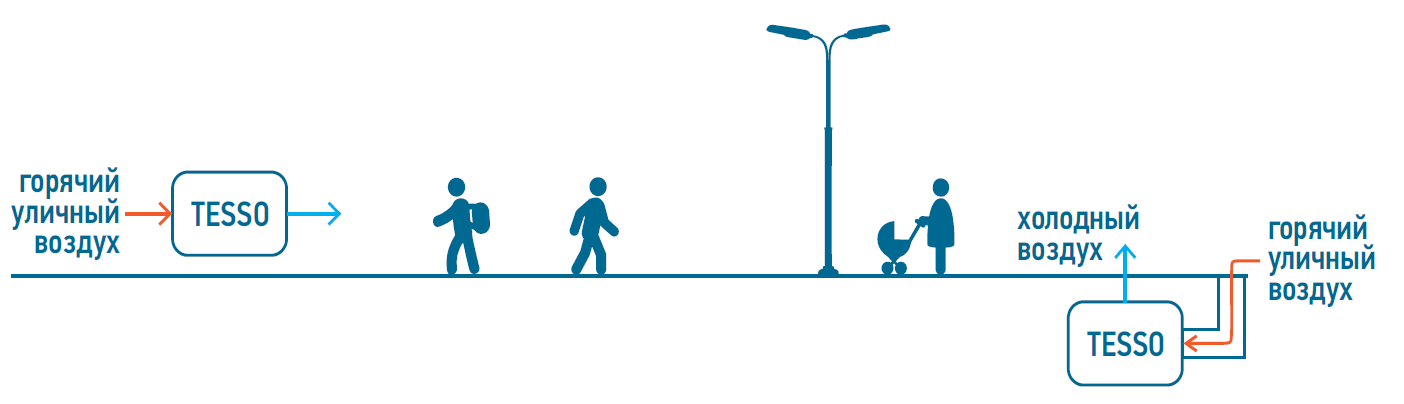 горячий
уличный
воздух
TESSO
холодный
воздух
горячий
уличный
воздух
TESSO